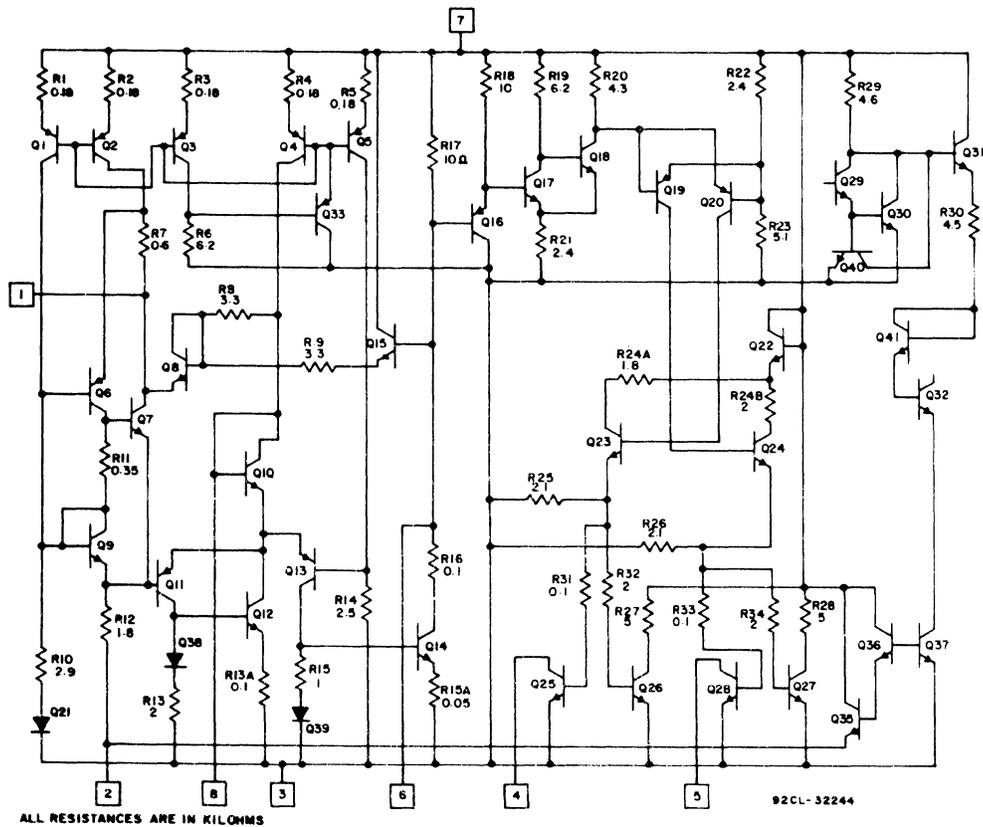 7
R1
0.18
R2
0.18
R3
0.18
R4
0.18
R5
0.18
R18
10
R19
6.2
R20
4.3
R22
2.4
R29
4.6
Q1
Q2
Q3
Q4
Q5
R17
10Ω
Q31
Q18
Q17
Q19
Q29
Q33
Q16
Q20
Q30
R30
4.5
R7
0.6
R6
6.2
R21
2.4
R23
5.1
Q40
1
R8
3.3
Q8
R9
3.3
Q15
R24A
1.8
Q22
Q41
Q6
Q7
R24B
2
Q32
Q23
Q24
R11
0.35
Q10
R25
2.1
R26
2.1
Q9
Q11
Q13
R16
0.1
R31
0.1
R32
2
R12
1.8
Q12
R14
2.5
R27
5
R33
0.1
R34
2
R28
5
Q36
Q37
Q38
Q14
R10
2.9
R13
2
R13A
0.1
R15
1
R15A
0.05
Q25
Q26
Q28
Q27
Q35
Q21
Q39
2
8
3
6
4
5
92CL-32244
ALL RESISTANCES ARE IN KILOHMS